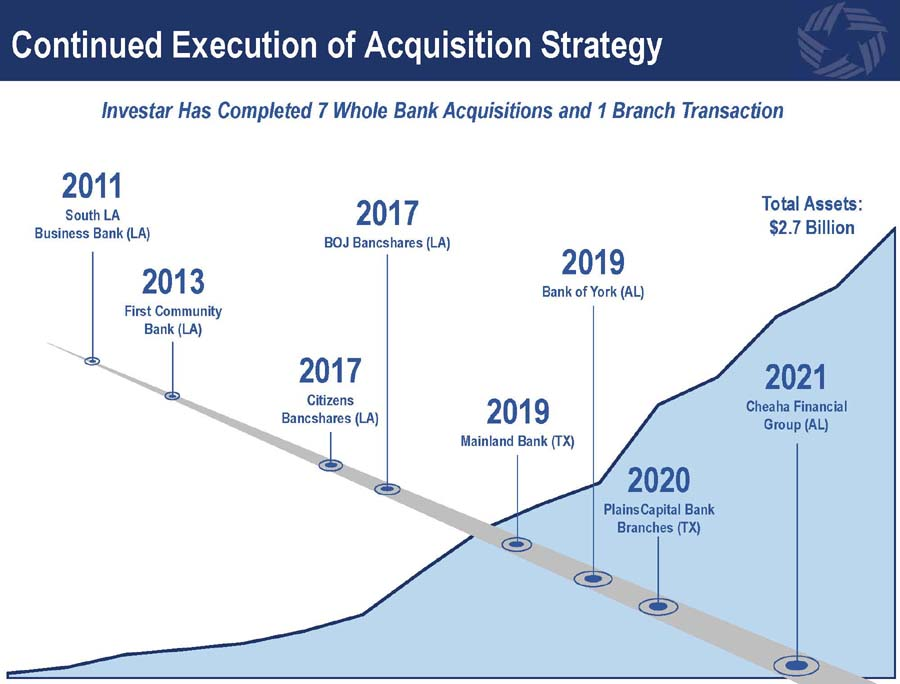 Continued Execution of Acquisition Strategy
Investar Has Completed 7 Whole Bank Acquisitions and 1 Branch Transaction
2011
South LA
Business Bank (LA)
2013
First Community
Bank (LA)
2017
Citizens
Bancshares (LA)
2017
BOJ Bancshares (LA)
2019
Mainland Bank (TX)
2019
Bank of York (AL)
2020
PlainsCapital Bank
Branches (TX)
2021
Cheaha Financial
Group (AL)
Total Assets:
$2.7 Billion